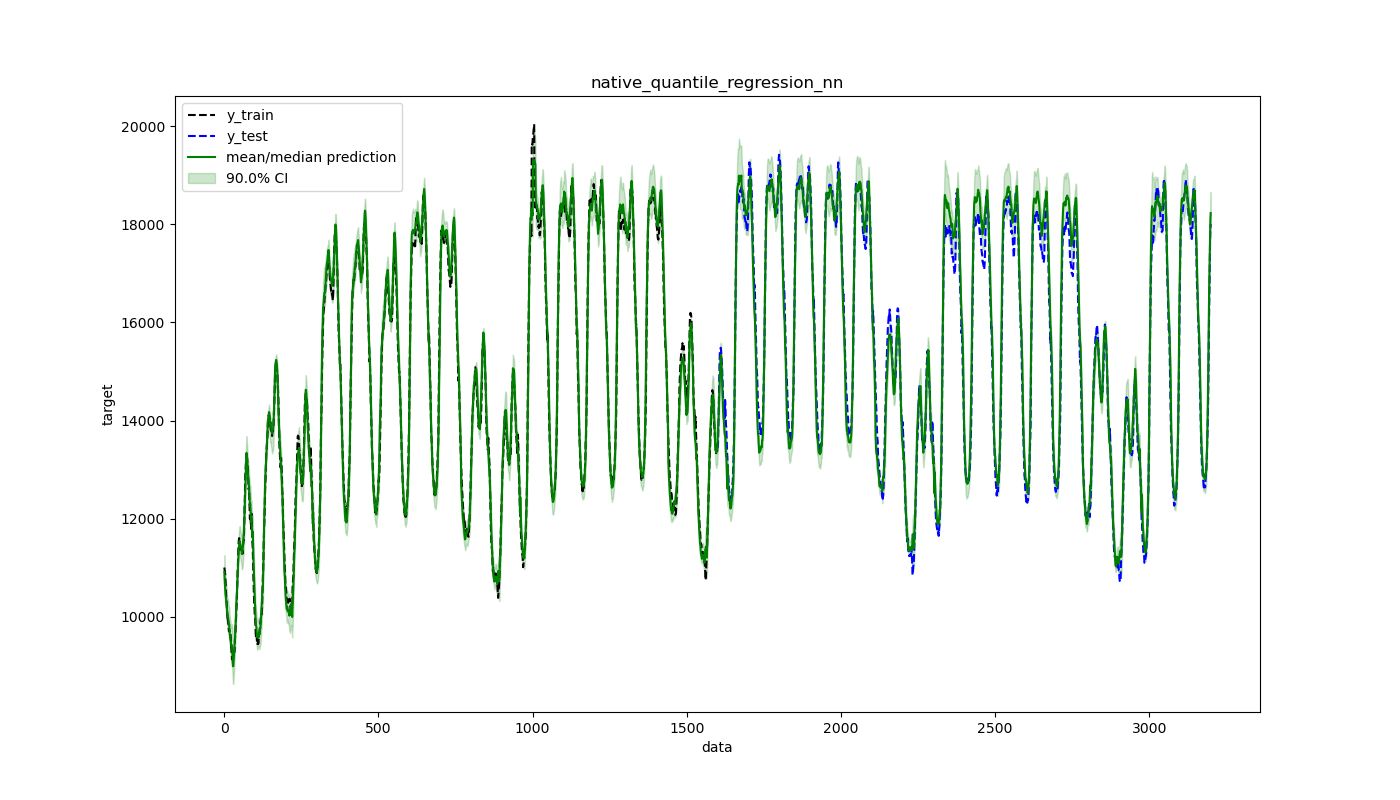 native_quantile_regression_nn
y_train
y_test
mean/median prediction
90.0% CI
20000
18000
16000
14000
12000
10000
target
0
500
1000
1500
2000
2500
3000
data